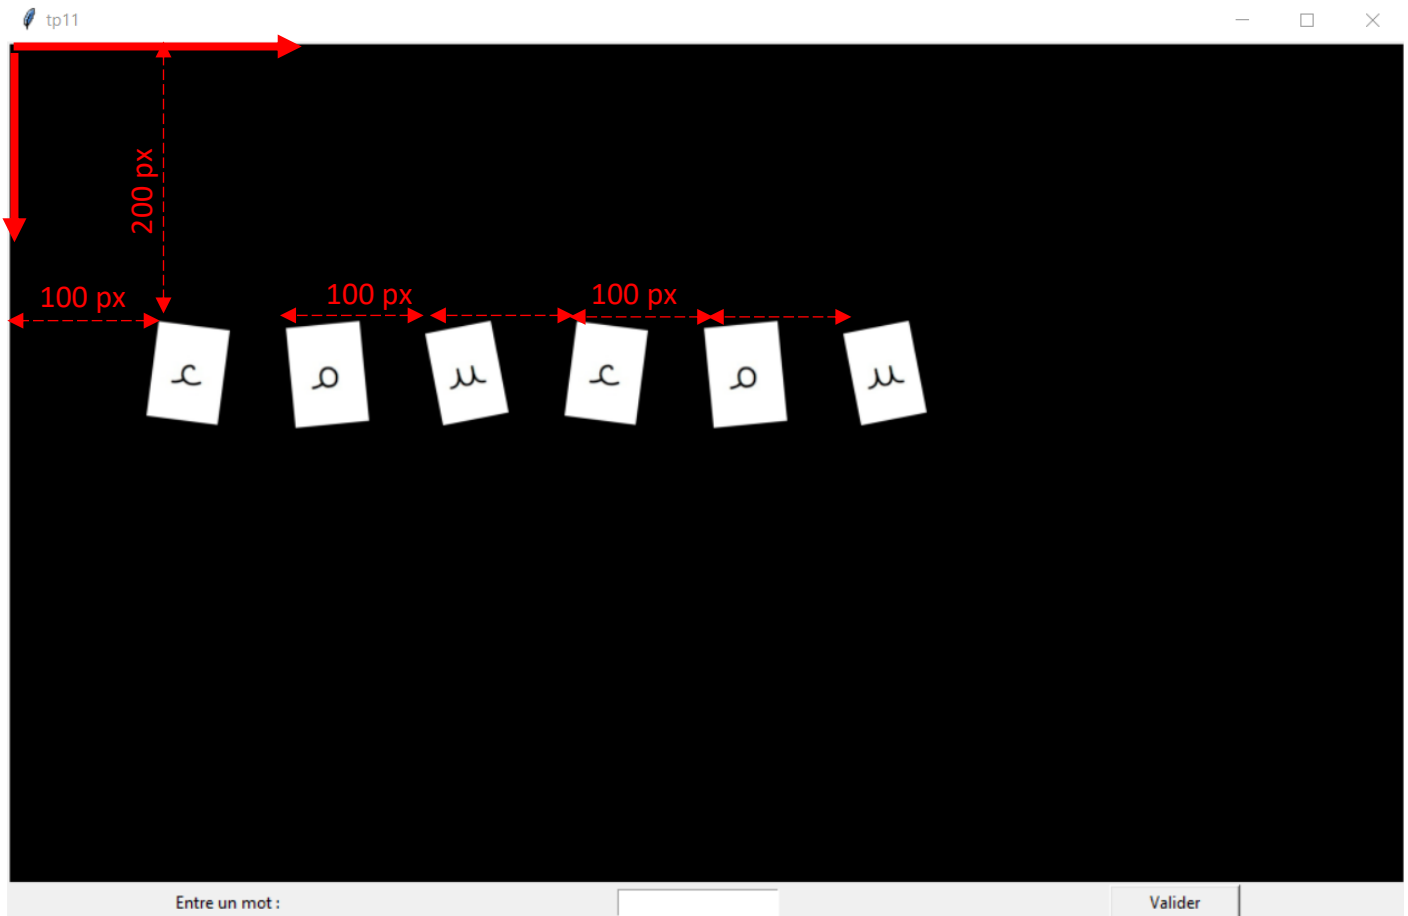 tp11
200 px
100 px 100 px 100 px
c o u c o u
Entre un mot : Valider